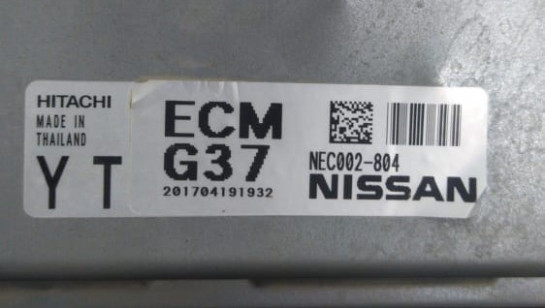 HITACHI
MADE IN
THAILAND
Y T
ECM
G37
201704191932
NEC002-804
NISSAN